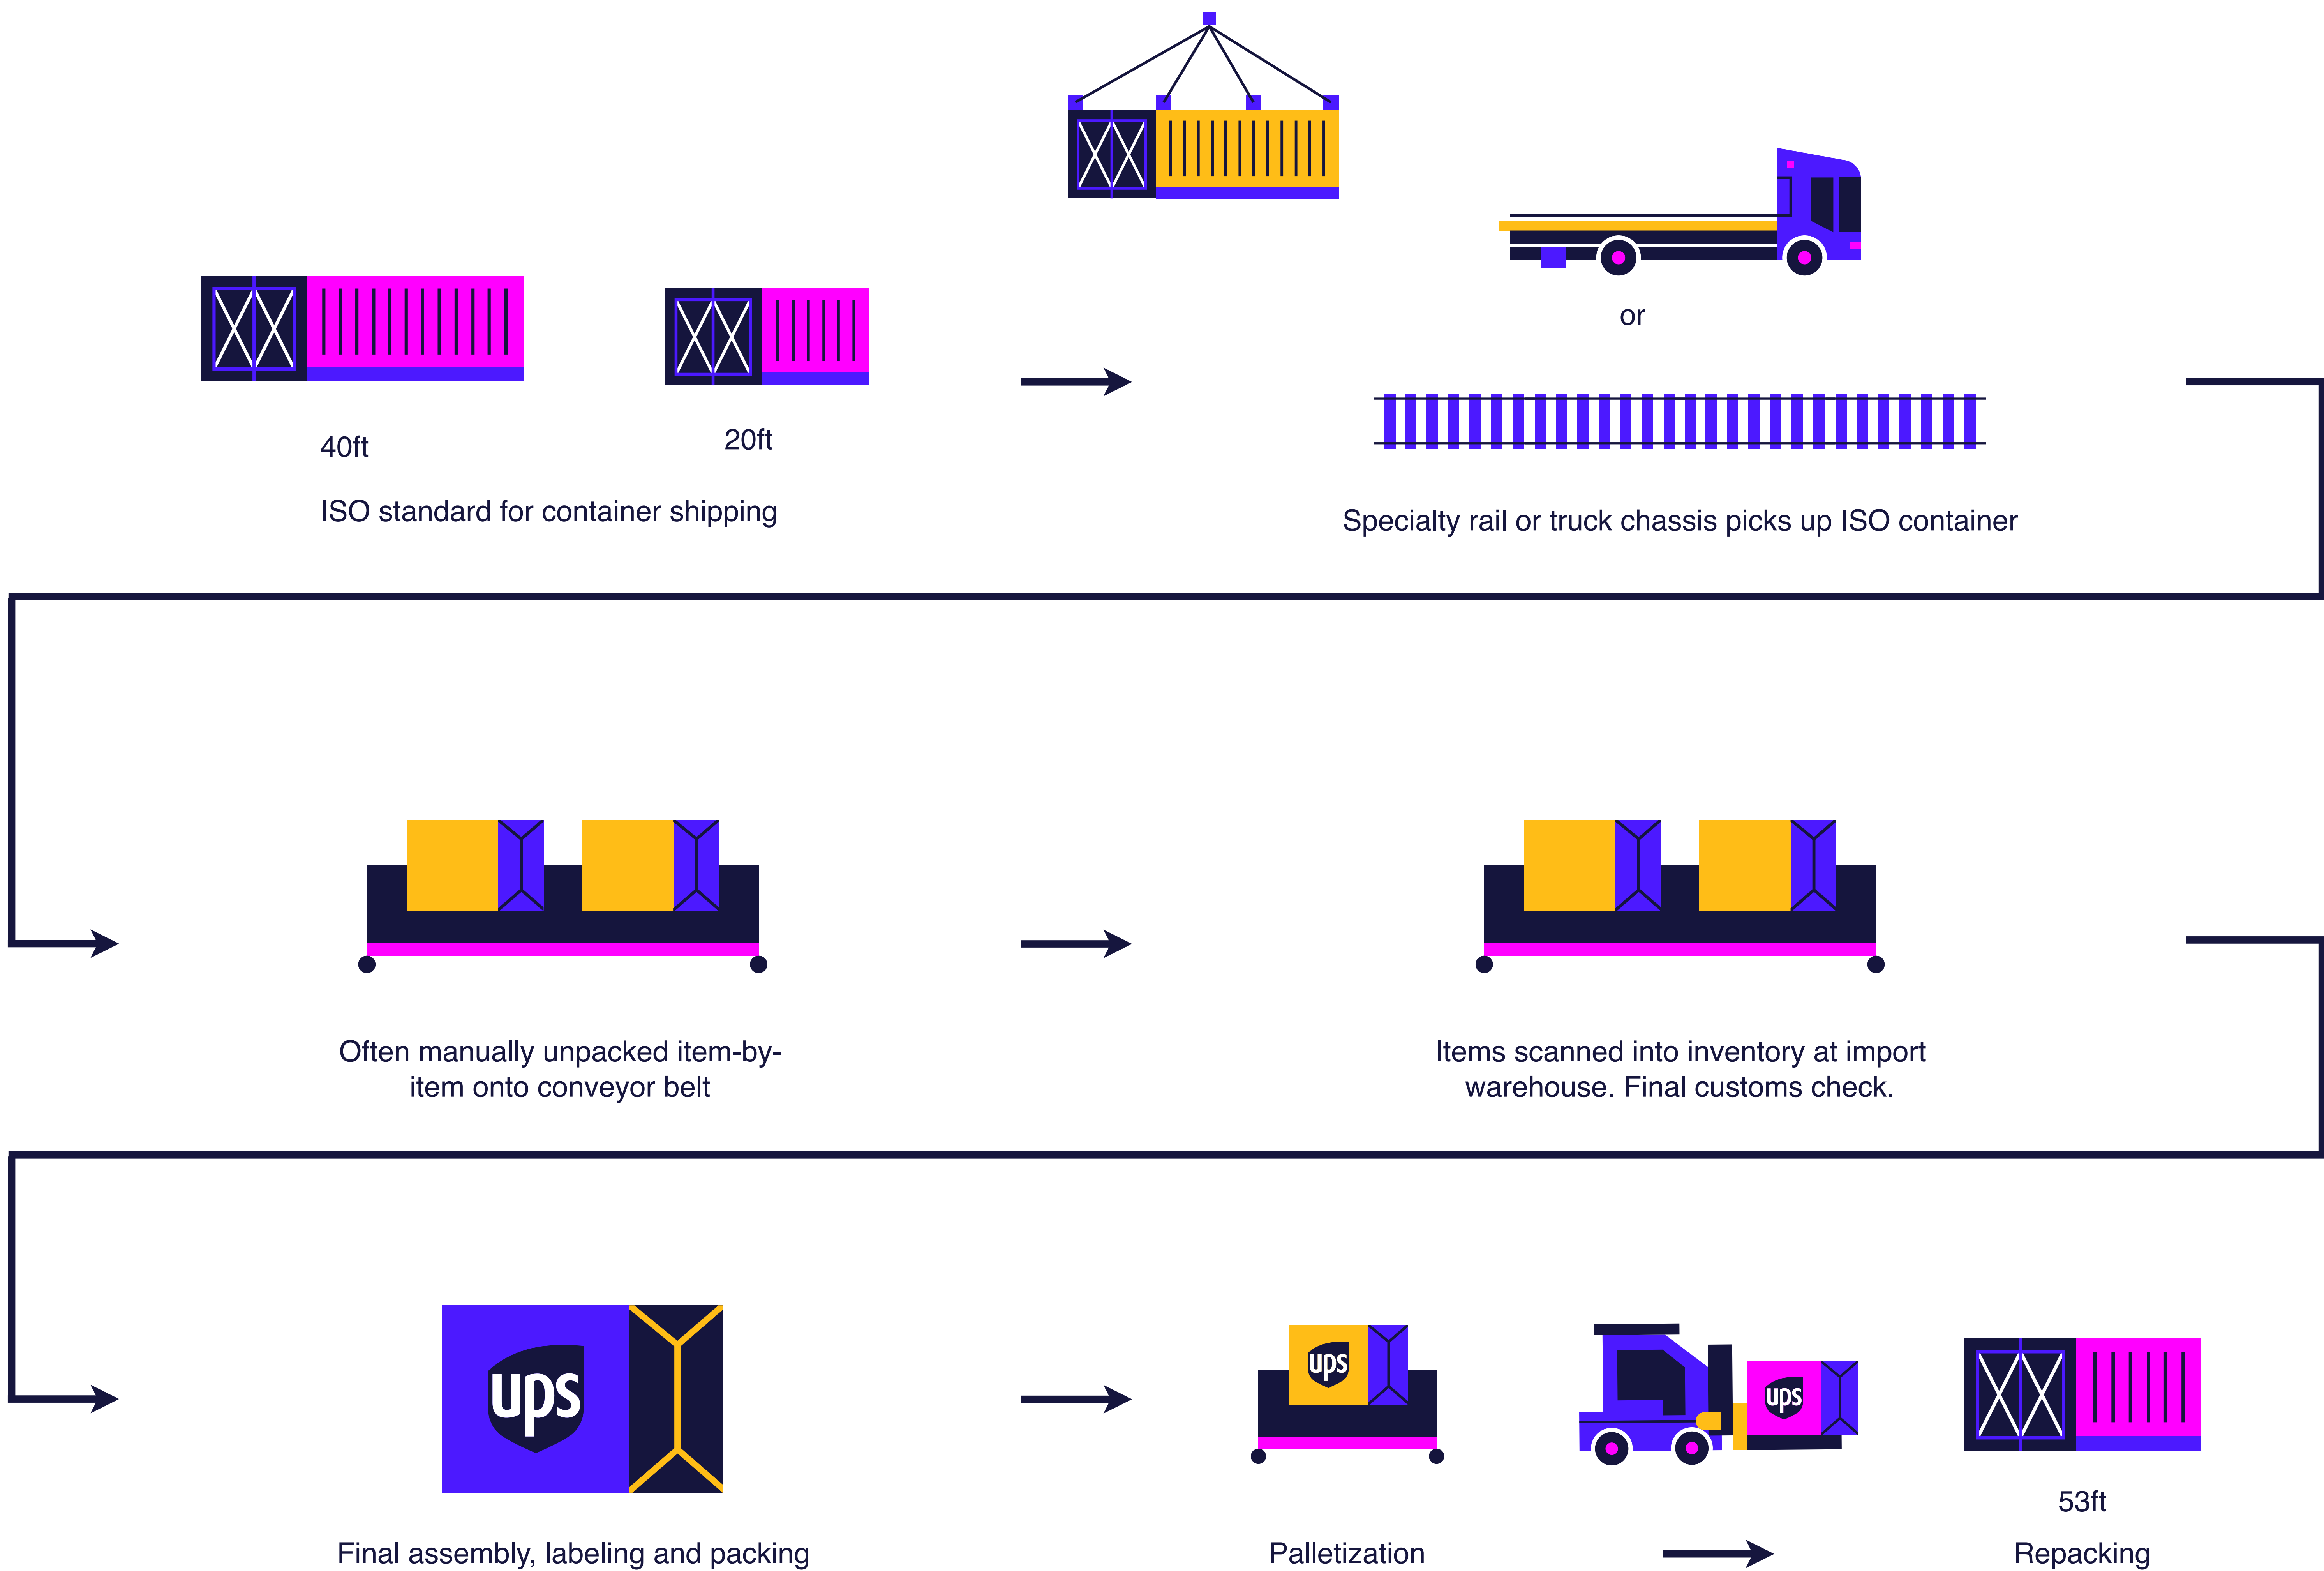 or
40ft
20ft
ISO standard for container shipping
Specialty rail or truck chassis picks up ISO container
Often manually unpacked item-by-
item onto conveyor belt
Items scanned into inventory at import
warehouse. Final customs check.
ups
ups
ups
53ft
Final assembly, labeling and packing
Palletization
Repacking